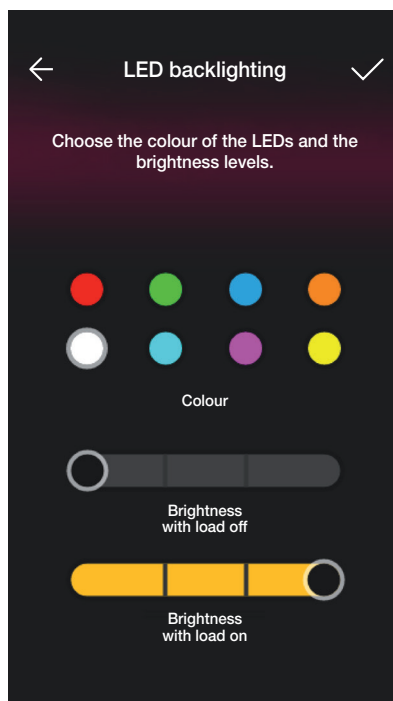 LED backlighting
Choose the colour of the LEDs and the
brightness levels.
Colour
Brightness
with load off
Brightness
with load on